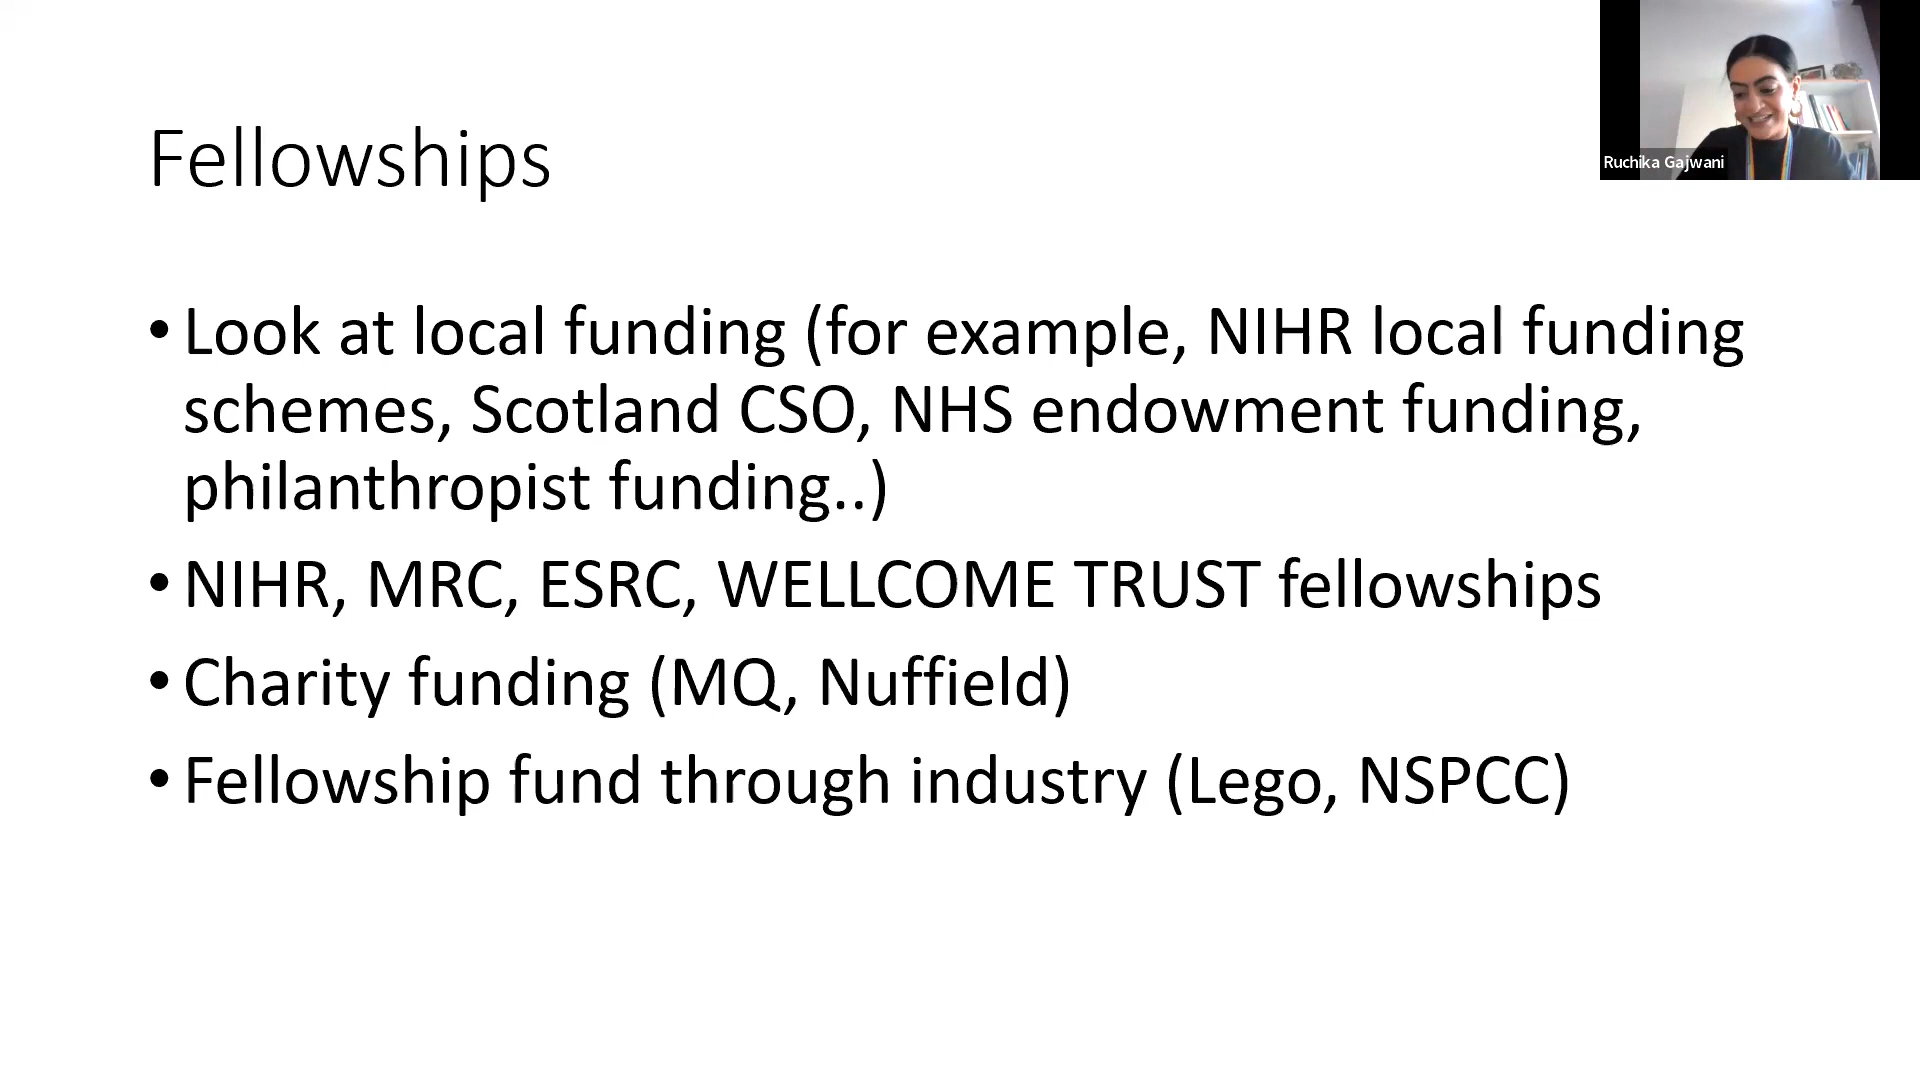 Fellowships
Ruchika Gajwani
• Look at local funding (for example, NIHR local funding
schemes, Scotland CSO, NHS endowment funding,
philanthropist funding..)
• NIHR, MRC, ESRC, WELLCOME TRUST fellowships
• Charity funding (MQ, Nuffield)
• Fellowship fund through industry (Lego, NSPCC)